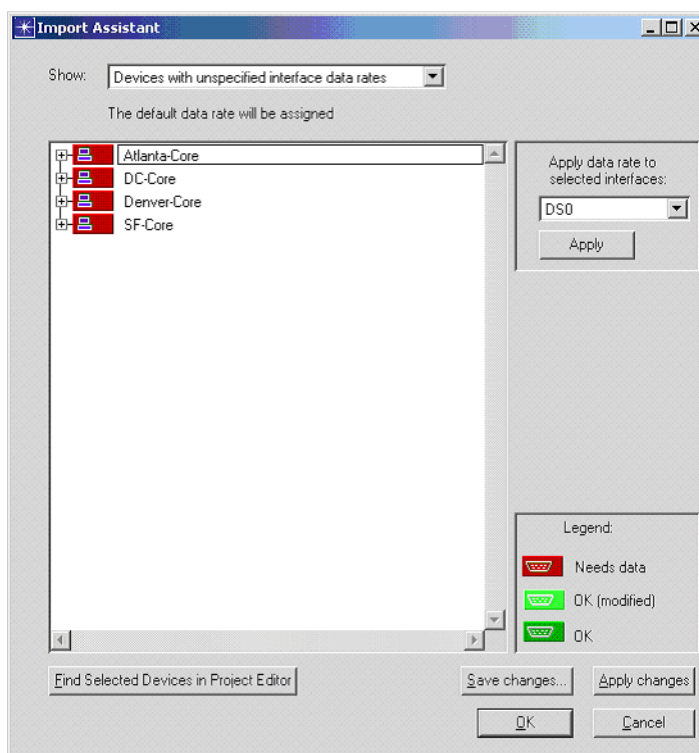 Import Assistant
Show: Devices with unspecified interface data rates
The default data rate will be assigned
Atlanta-Core
DC-Core
Denver-Core
SF-Core
Apply data rate to
selected interfaces:
DS0
Apply
Legend:
Needs data
OK (modified)
OK
Find Selected Devices in Project Editor
Save changes...
Apply changes
OK
Cancel